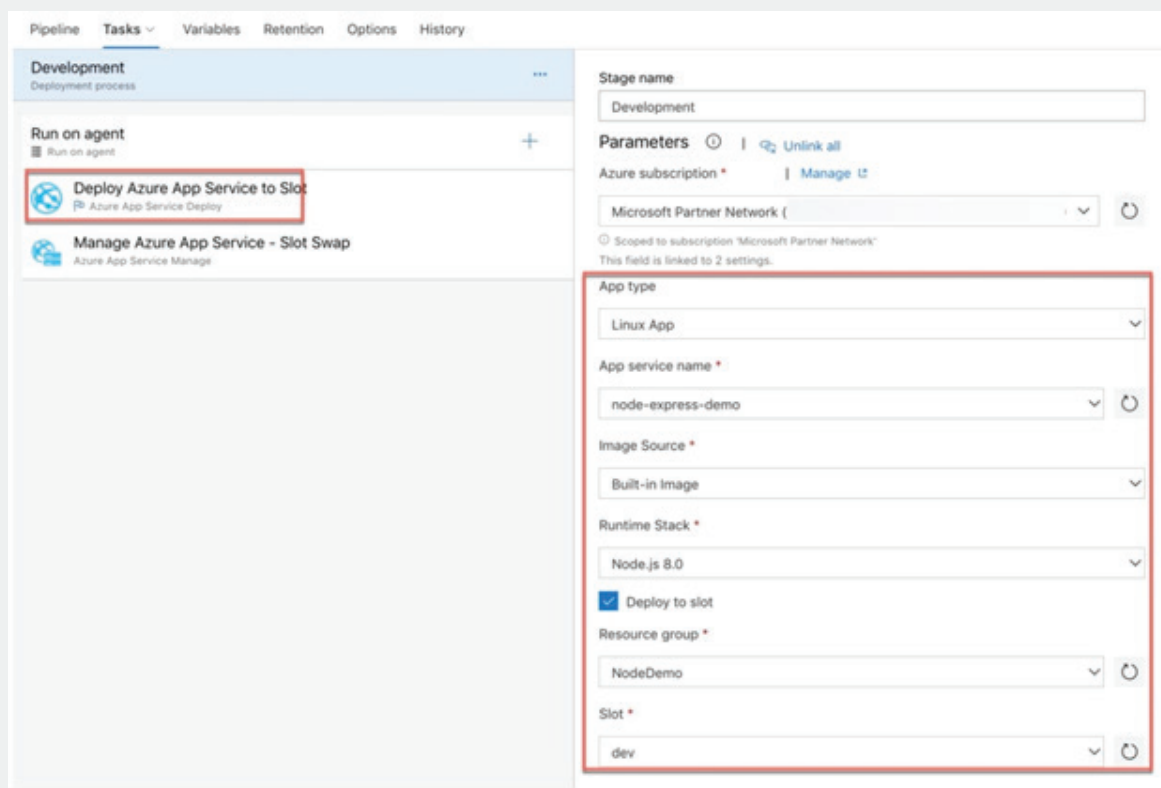 Pipeline Tasks Variables Retention Options History
Development
Deployment process
Run on agent
Run on agent
Deploy Azure App Service to Slot
Azure App Service Deploy
Manage Azure App Service - Slot Swap
Azure App Service Manage
Stage name
Development
Parameters | Unlink all
Azure subscription * | Manage
Microsoft Partner Network (
Scoped to subscription 'Microsoft Partner Network'
This field is linked to 2 settings.
App type
Linux App
App service name *
node-express-demo
Image Source *
Built-in Image
Runtime Stack *
Node.js 8.0
Deploy to slot
Resource group *
NodeDemo
Slot *
dev